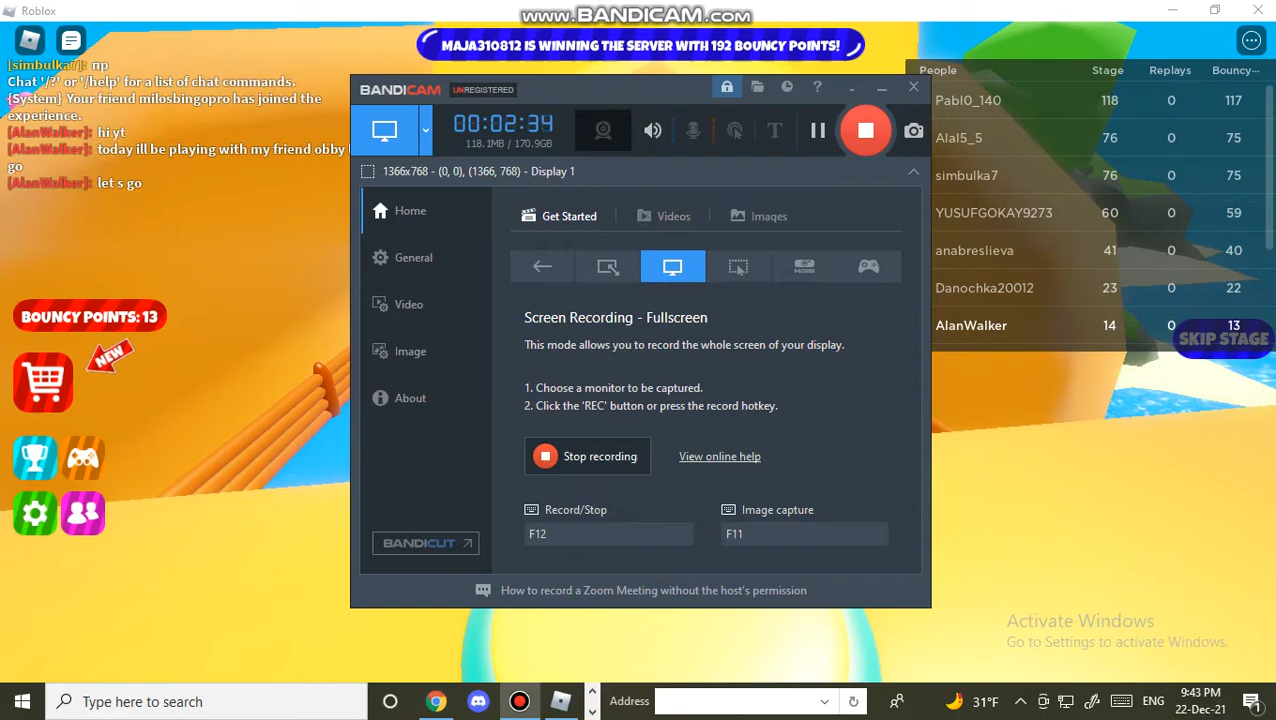 Roblox
www.BANDICAM.com
MAJA310812 IS WINNING THE SERVER WITH 192 BOUNCY POINTS!
[simbulka7]: np
Chat '/?' or '/help' for a list of chat commands.
[System] Your friend milosbingopro has joined the
experience.
[AlanWalker]: hi yt
[AlanWalker]: today ill be playing with my friend obby
go
[AlanWalker]: let s go
BOUNCY POINTS: 13
NEW
BANDICAM UNREGISTERED
00:02:34
118.1MB / 170.9GB
1366x768 - (0, 0), (1366, 768) - Display 1
Home
General
Video
Image
About
BANDICUT
Get Started
Videos
Images
HDMI
Screen Recording - Fullscreen
This mode allows you to record the whole screen of your display.
1. Choose a monitor to be captured.
2. Click the 'REC' button or press the record hotkey.
Stop recording
View online help
Record/Stop
F12
Image capture
F11
How to record a Zoom Meeting without the host's permission
People Stage Replays Bouncy...
Pabl0_140 118 0 117
Alal5_5 76 0 75
simbulka7 76 0 75
YUSUFGOKAY9273 60 0 59
anabreslieva 41 0 40
Danochka20012 23 0 22
AlanWalker 14 0 13
SKIP STAGE
Activate Windows
Go to Settings to activate Windows.
Type here to search
Address
31°F
ENG
9:43 PM
22-Dec-21
1